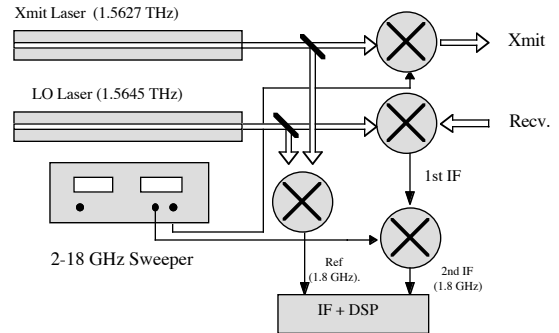 Xmit Laser (1.5627 THz)
Xmit
LO Laser (1.5645 THz)
Recv.
1st IF
2-18 GHz Sweeper
Ref
(1.8 GHz).
2nd IF
(1.8 GHz)
IF + DSP